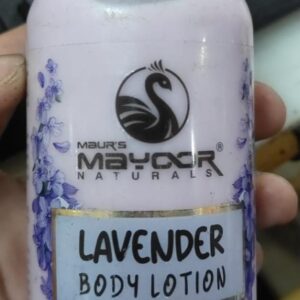 MAUR'S
MAYOOR®
NATURALS
LAVENDER
BODY LOTION